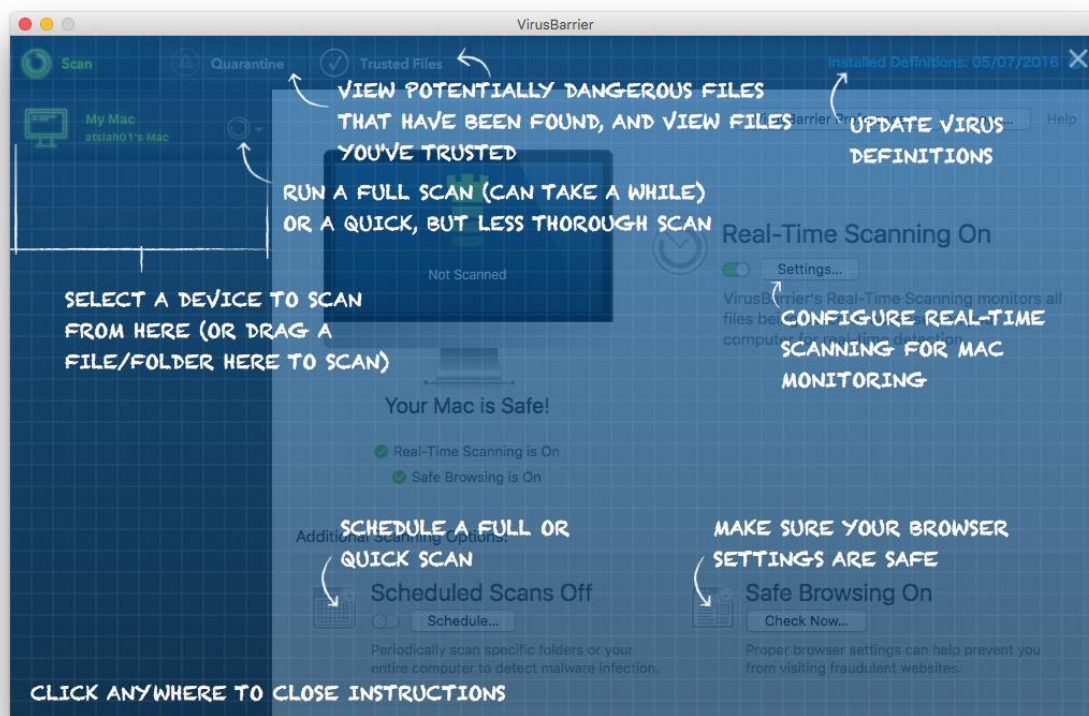 VirusBarrier
Scan
Quarantine
Trusted Files
Installed Definitions: 05/07/2016
VIEW POTENTIALLY DANGEROUS FILES
THAT HAVE BEEN FOUND, AND VIEW FILES
YOU'VE TRUSTED
UPDATE VIRUS
DEFINITIONS
Help
My Mac
atslah01's Mac
RUN A FULL SCAN (CAN TAKE A WHILE)
OR A QUICK, BUT LESS THOROUGH SCAN
Not Scanned
Real-Time Scanning On
Settings...
VirusBarrier's Real-Time Scanning monitors all
files
computer for real-time detection.
CONFIGURE REAL-TIME
SCANNING FOR MAC
MONITORING
SELECT A DEVICE TO SCAN
FROM HERE (OR DRAG A
FILE/FOLDER HERE TO SCAN)
Your Mac is Safe!
Real-Time Scanning is On
Safe Browsing is On
Additional Scanning Options:
SCHEDULE A FULL OR
QUICK SCAN
Scheduled Scans Off
Schedule...
Periodically scan specific folders or your
entire computer to detect malware infection.
MAKE SURE YOUR BROWSER
SETTINGS ARE SAFE
Safe Browsing On
Check Now...
Proper browser settings can help prevent you
from visiting fraudulent websites.
CLICK ANYWHERE TO CLOSE INSTRUCTIONS